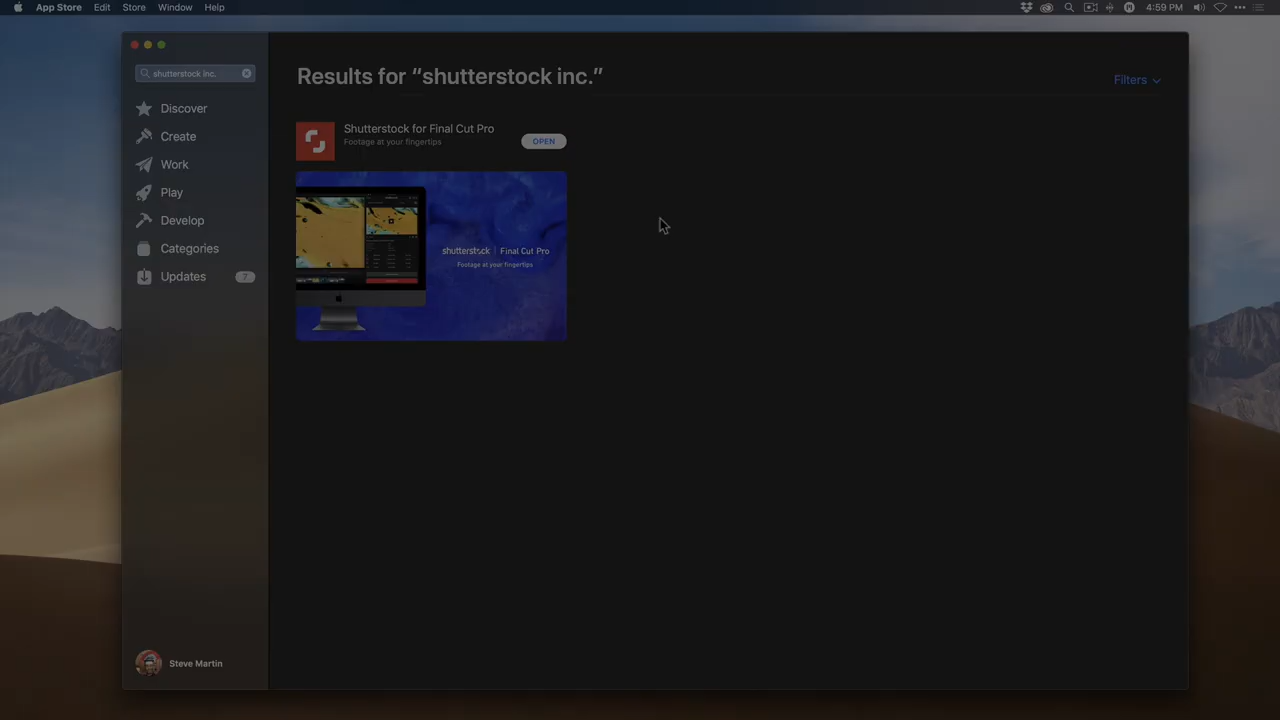 App Store Edit Store Window Help
4:59 PM
shutterstock inc.
Results for “shutterstock inc.”
Filters
Discover
Create
Work
Play
Develop
Categories
Updates 7
Shutterstock for Final Cut Pro
Footage at your fingertips
OPEN
shutterstock | Final Cut Pro
Footage at your fingertips
Steve Martin